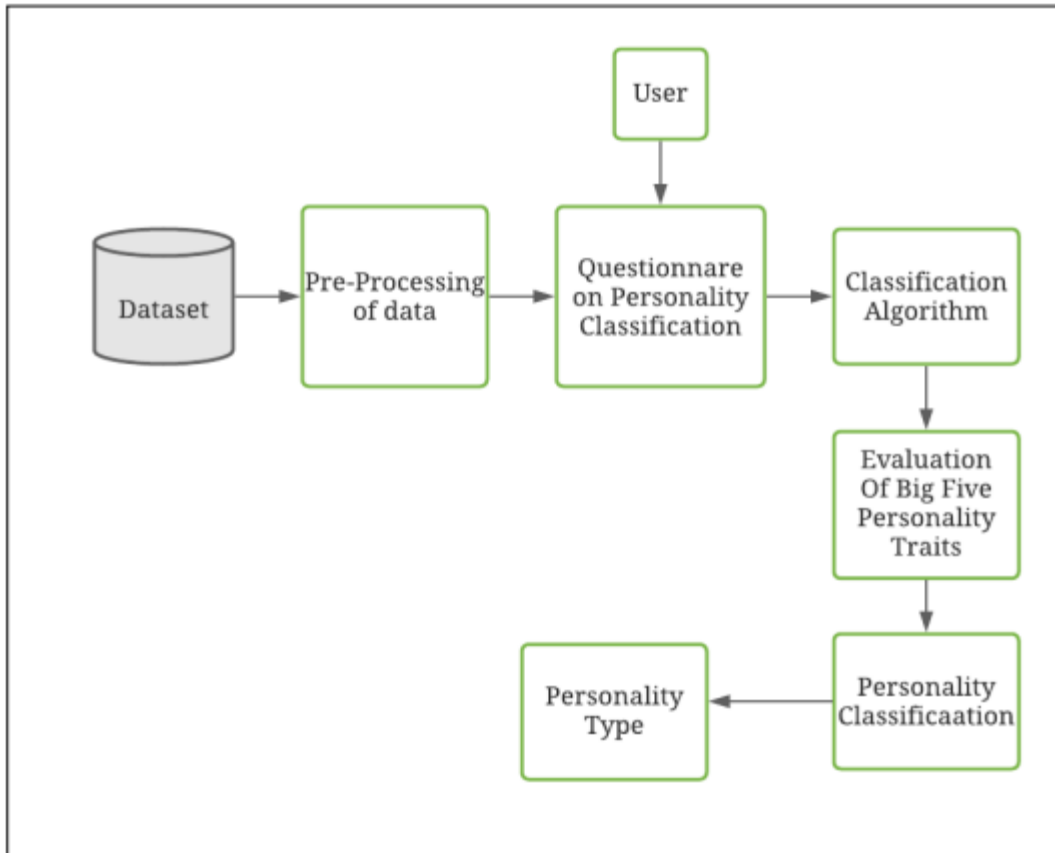 User
Dataset
Pre-Processing
of data
Questionnare
on Personality
Classification
Classification
Algorithm
Evaluation
Of Big Five
Personality
Traits
Personality
Classificaation
Personality
Type